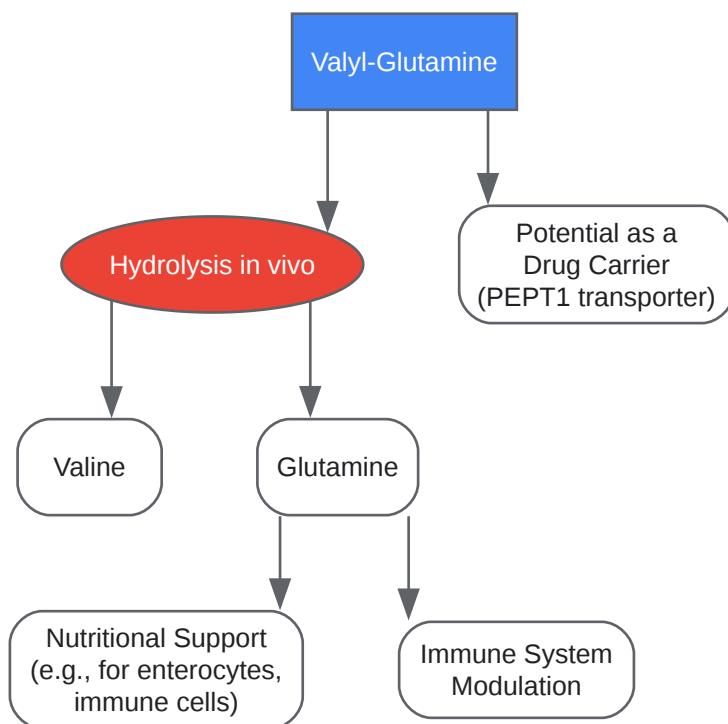 Valyl-Glutamine
Hydrolysis in vivo
Potential as a
Drug Carrier
(PEPT1 transporter)
Valine
Glutamine
Nutritional Support
(e.g., for enterocytes,
immune cells)
Immune System
Modulation